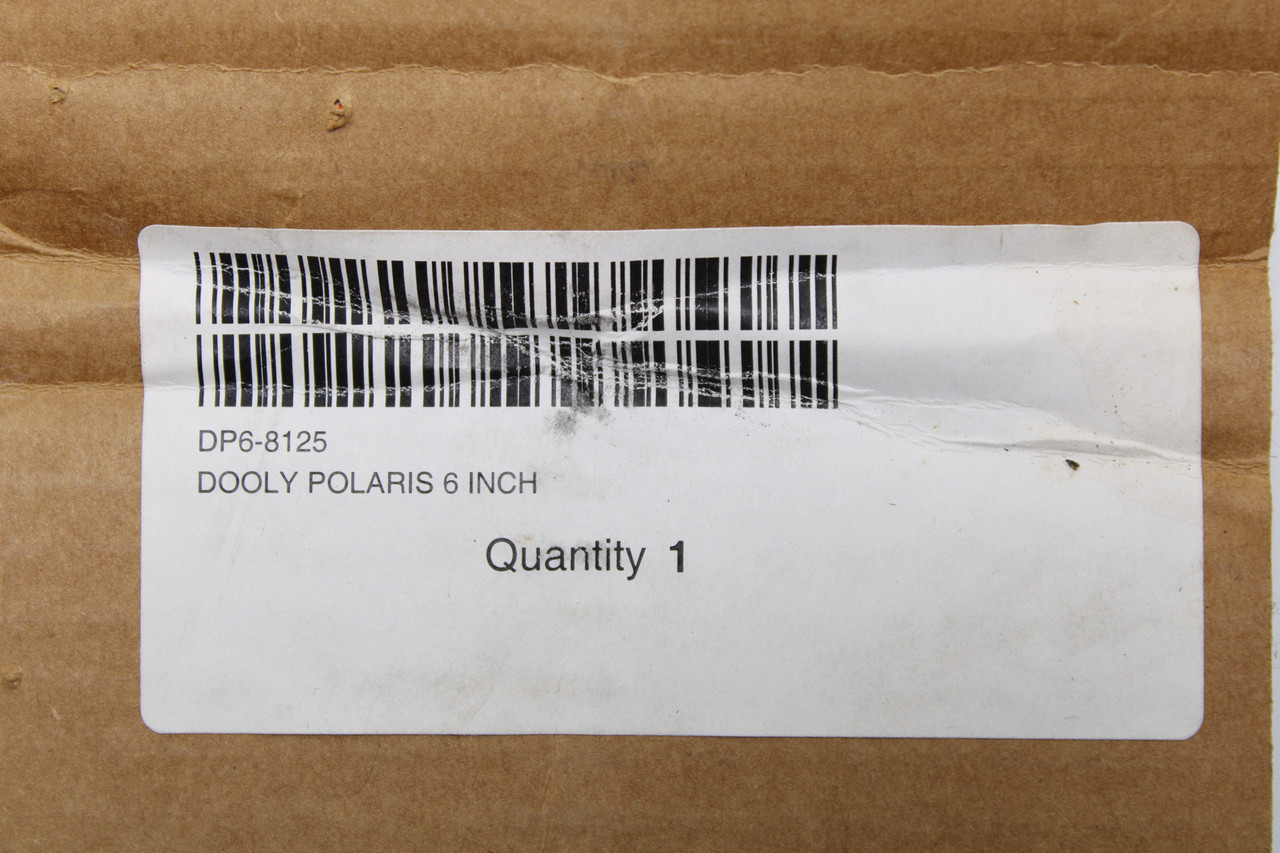 DP6-8125
DOOLY POLARIS 6 INCH
Quantity 1